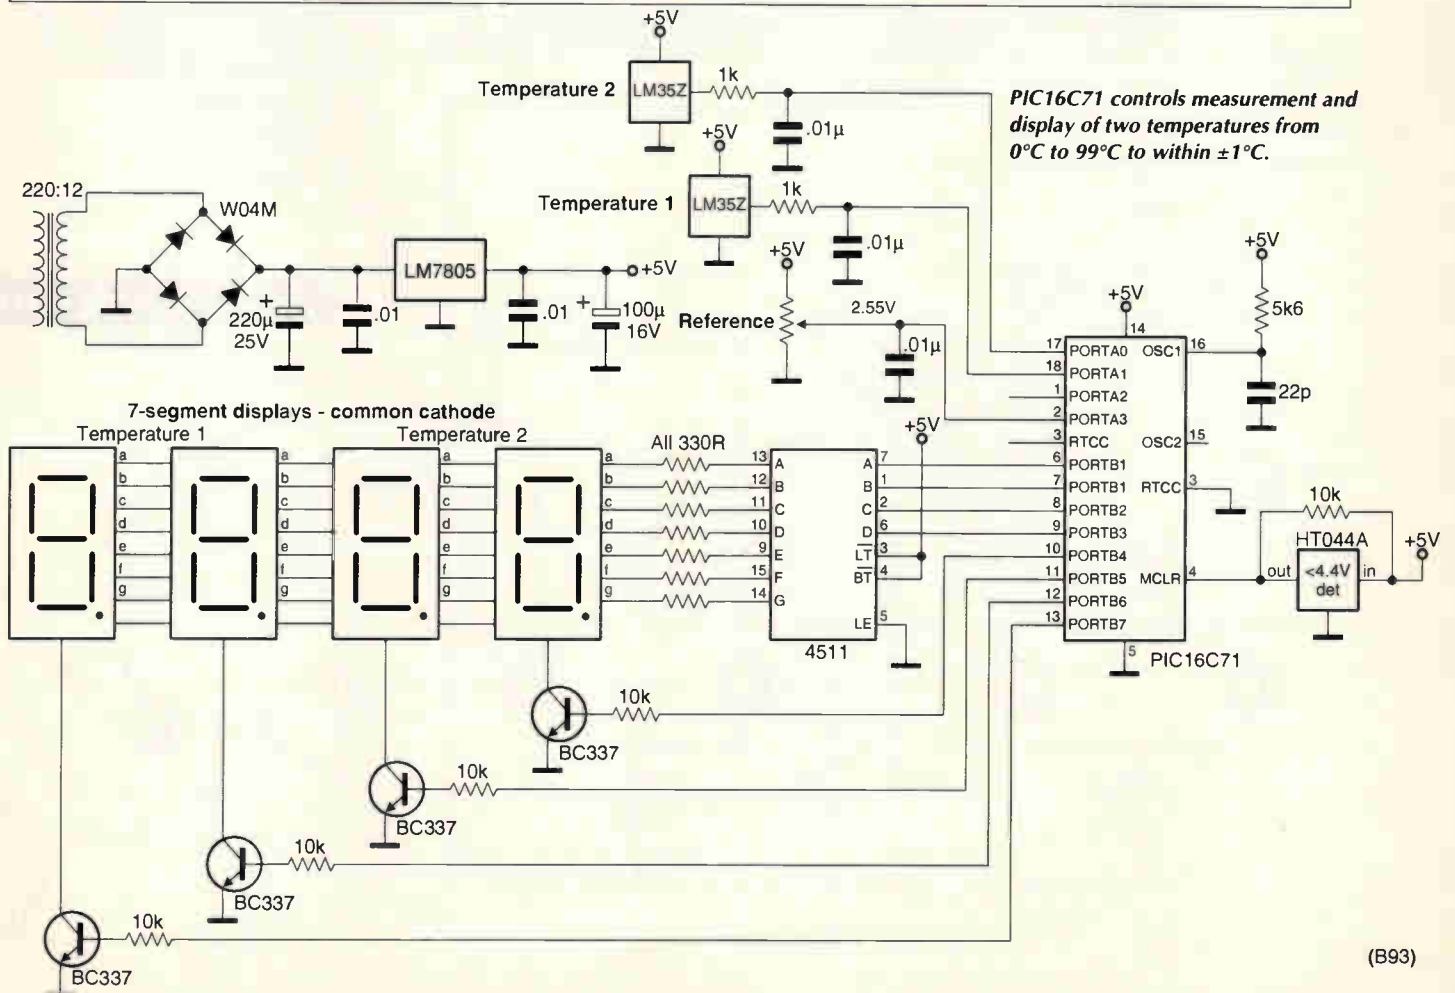 +5V
Temperature 2
LM35Z
1k
.01µ
PIC16C71 controls measurement and
display of two temperatures from
0°C to 99°C to within ±1°C.
+5V
Temperature 1
LM35Z
1k
.01µ
220:12
W04M
LM7805
+5V
+
220µ
25V
.01
.01
+
100µ
16V
+5V
Reference
2.55V
.01µ
+5V
14
+5V
5k6
22p
17
18
1
2
3
6
7
8
9
10
11
12
13
PORTA0
PORTA1
PORTA2
PORTA3
RTCC
PORTB1
PORTB1
PORTB2
PORTB3
PORTB4
PORTB5
PORTB6
PORTB7
OSC1
16
OSC2
15
RTCC
3
MCLR
4
5
PIC16C71
10k
HT044A
out
<4.4V
det
in
+5V
7-segment displays - common cathode
Temperature 1
Temperature 2
a
b
c
d
e
f
g
a
b
c
d
e
f
g
a
b
c
d
e
f
g
a
b
c
d
e
f
g
All 330R
13
12
11
10
9
15
14
A
B
C
D
E
F
G
A
B
C
D
LT
BT
LE
7
1
2
6
3
4
5
4511
+5V
10k
BC337
10k
BC337
10k
BC337
10k
BC337
(B93)